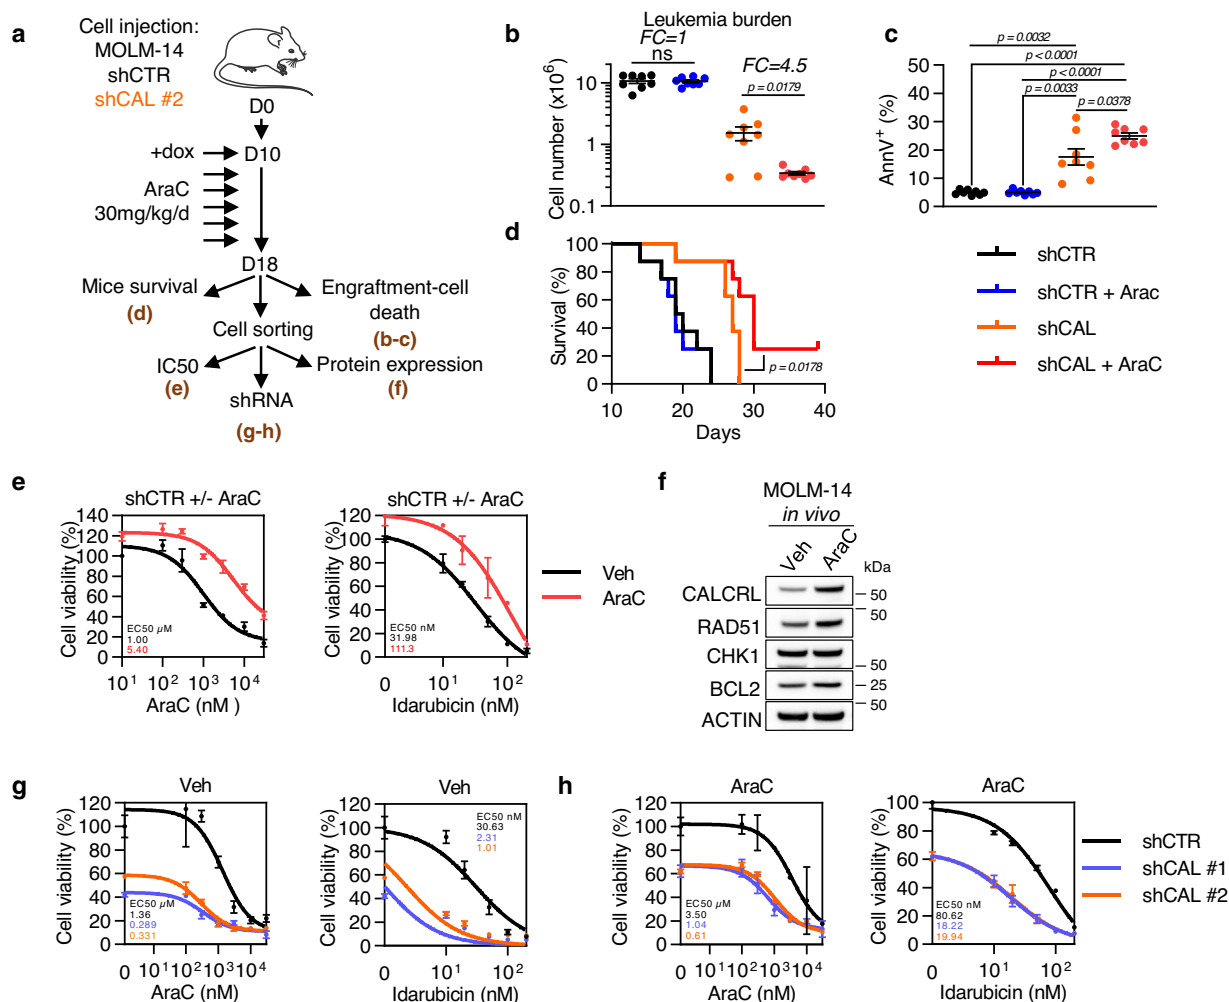 a
Cell injection:
MOLM-14
shCTR
shCAL #2
D0
+dox
D10
AraC
30mg/kg/d
D18
Mice survival
(d)
Engraftment-cell
death
(b-c)
Cell sorting
IC50
(e)
Protein expression
(f)
shRNA
(g-h)
b
Leukemia burden
FC=1
ns
FC=4.5
p = 0.0179
Cell number (x10⁶)
10
1
0.1
c
p = 0.0032
p < 0.0001
p < 0.0001
p = 0.0033
p = 0.0378
AnnV⁺ (%)
50
40
30
20
10
0
d
Survival (%)
100
80
60
40
20
0
p = 0.0178
10 20 30 40
Days
shCTR
shCTR + Arac
shCAL
shCAL + AraC
e
shCTR +/- AraC
Cell viability (%)
140
120
100
80
60
40
20
0
EC50 µM
1.00
5.40
10¹ 10² 10³ 10⁴
AraC (nM )
shCTR +/- AraC
Cell viability (%)
120
100
80
60
40
20
0
EC50 nM
31.98
111.3
0 10¹ 10²
Idarubicin (nM)
Veh
AraC
f
MOLM-14
in vivo
Veh
AraC
kDa
CALCRL
50
50
RAD51
CHK1
50
BCL2
25
50
ACTIN
g
Veh
Cell viability (%)
120
100
80
60
40
20
0
EC50 µM
1.36
0.289
0.331
0 10¹ 10² 10³ 10⁴
AraC (nM)
Veh
Cell viability (%)
120
100
80
60
40
20
0
EC50 nM
30.63
2.31
1.01
0 10¹ 10²
Idarubicin (nM)
h
AraC
Cell viability (%)
120
100
80
60
40
20
0
EC50 µM
3.50
1.04
0.61
0 10¹ 10² 10³ 10⁴
AraC (nM)
AraC
Cell viability (%)
100
80
60
40
20
0
EC50 nM
80.62
18.22
19.94
0 10¹ 10²
Idarubicin (nM)
shCTR
shCAL #1
shCAL #2